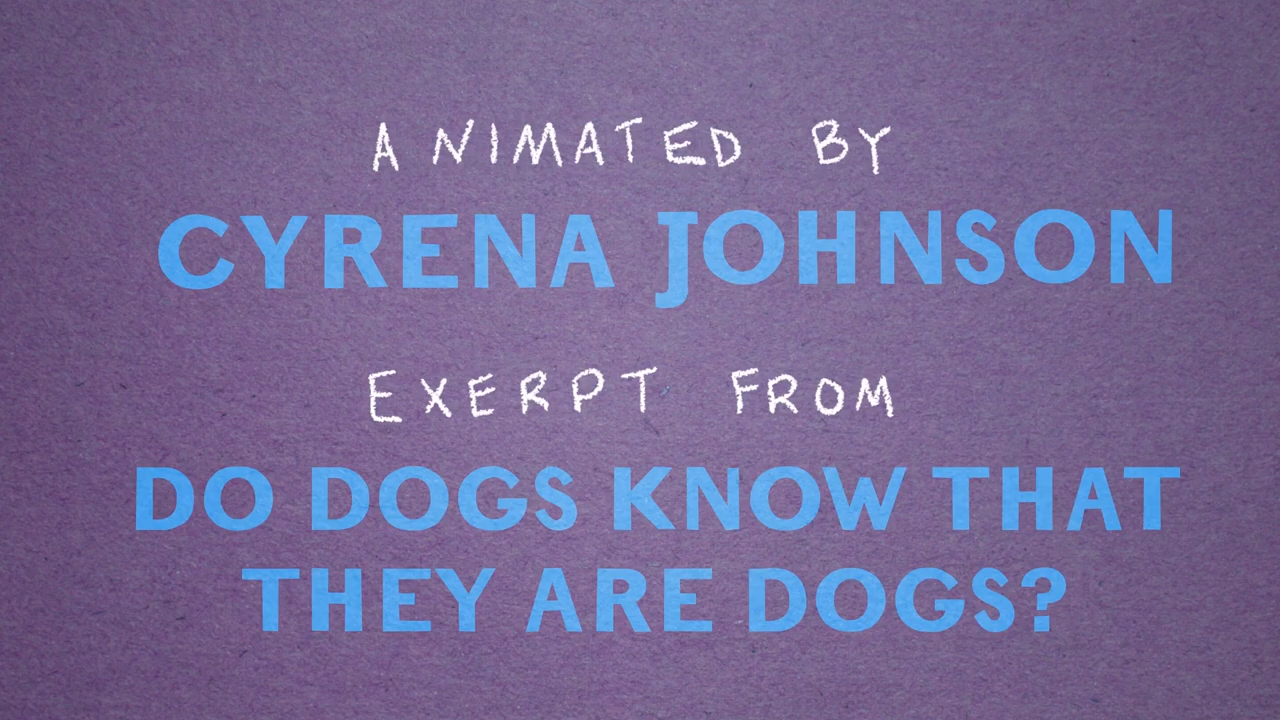 ANIMATED BY
CYRENA JOHNSON
EXERPT FROM
DO DOGS KNOW THAT
THEY ARE DOGS?